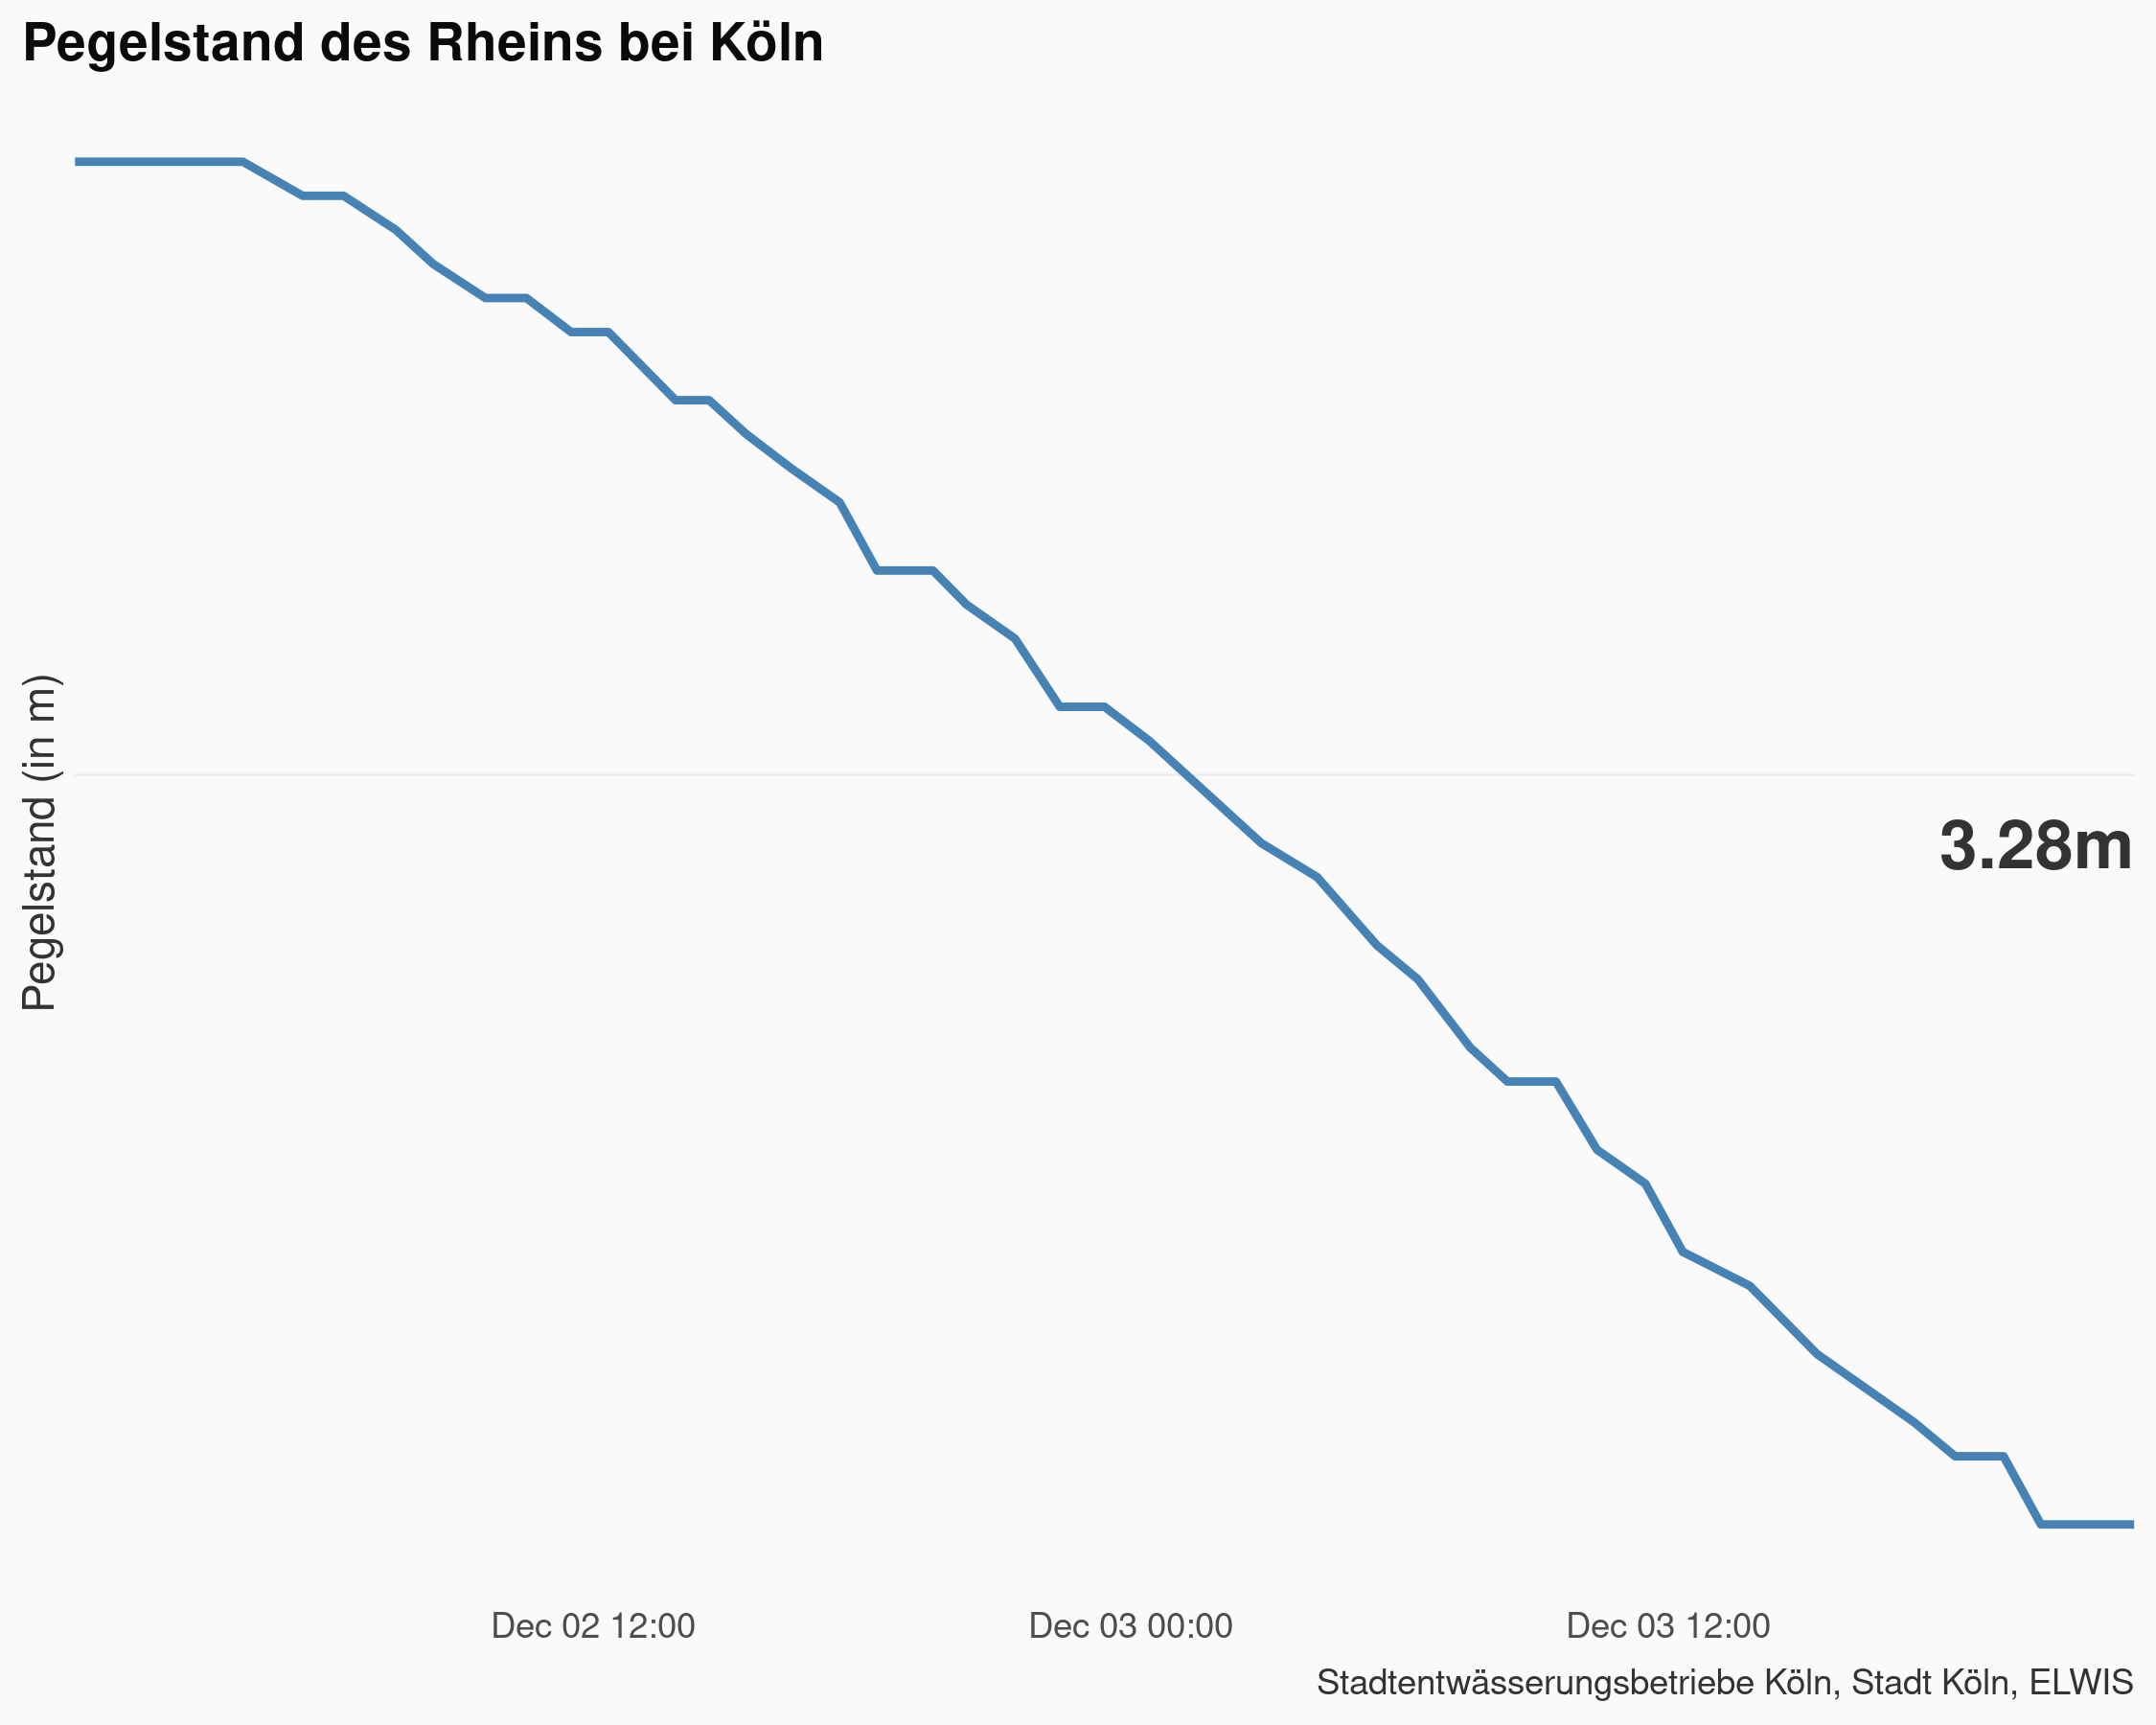 Pegelstand des Rheins bei Köln
Pegelstand (in m)
3.28m
Dec 02 12:00
Dec 03 00:00
Dec 03 12:00
Stadtentwässerungsbetriebe Köln, Stadt Köln, ELWIS